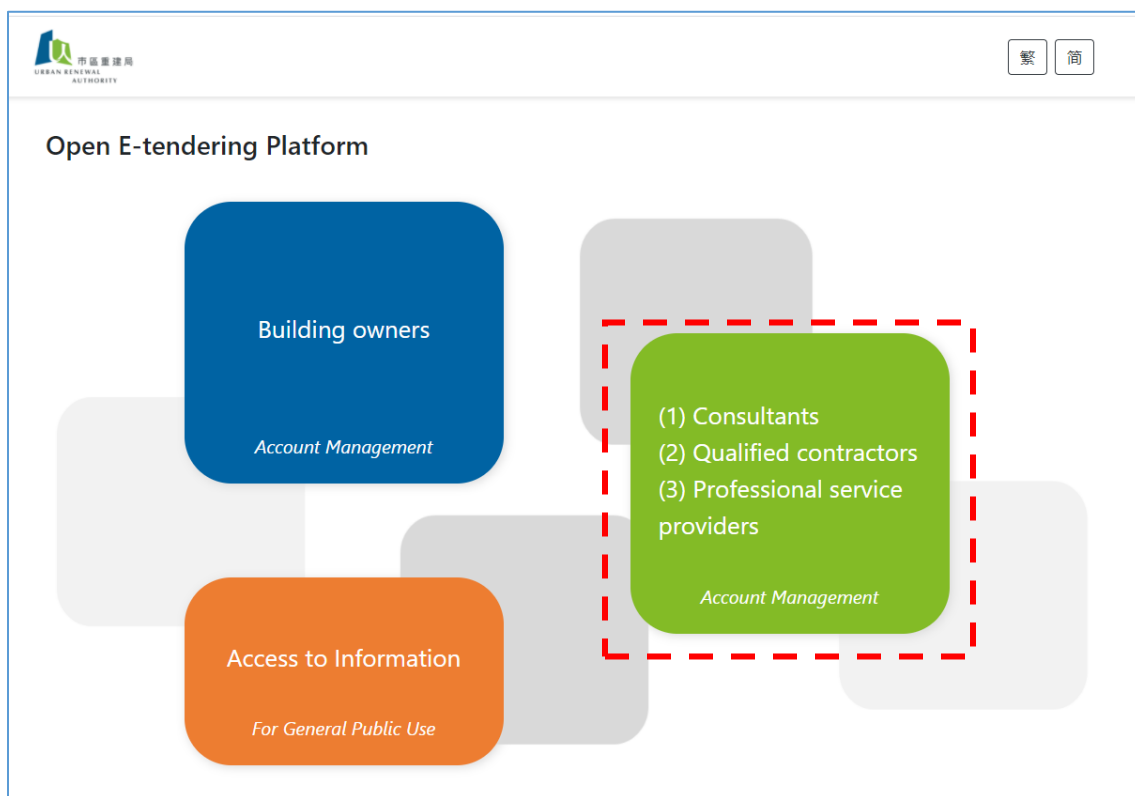 市區重建局
URBAN RENEWAL
AUTHORITY
繁
简
Open E-tendering Platform
Building owners
Account Management
(1) Consultants
(2) Qualified contractors
(3) Professional service
providers
Account Management
Access to Information
For General Public Use